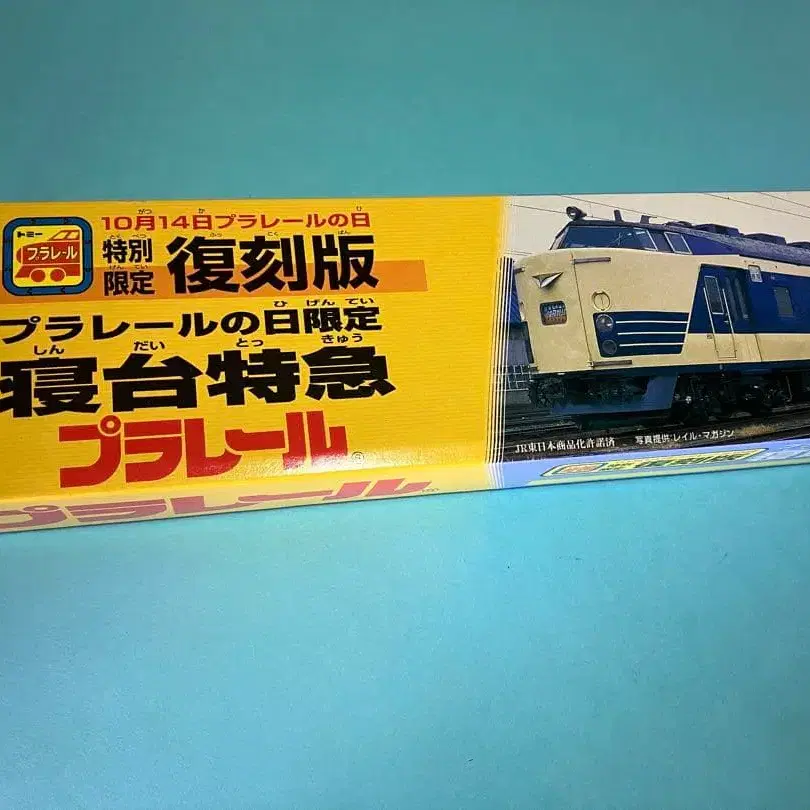 トミー
プラレール
10月14日プラレールの日
特別
限定
復刻版
プラレールの日限定
寝台特急
プラレール
JR東日本商品化許諾済
写真提供:レイル・マガジン
プラレール